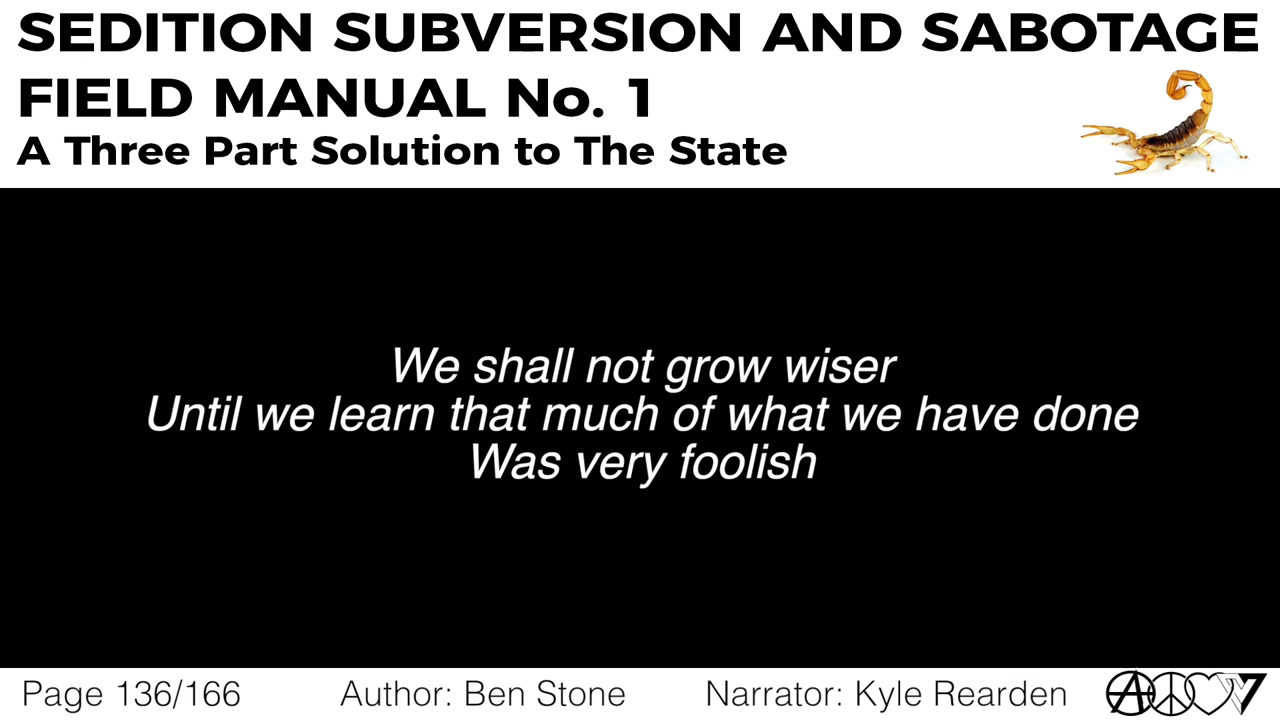 SEDITION SUBVERSION AND SABOTAGE
FIELD MANUAL No. 1
A Three Part Solution to The State
We shall not grow wiser
Until we learn that much of what we have done
Was very foolish
Page 136/166 Author: Ben Stone Narrator: Kyle Rearden